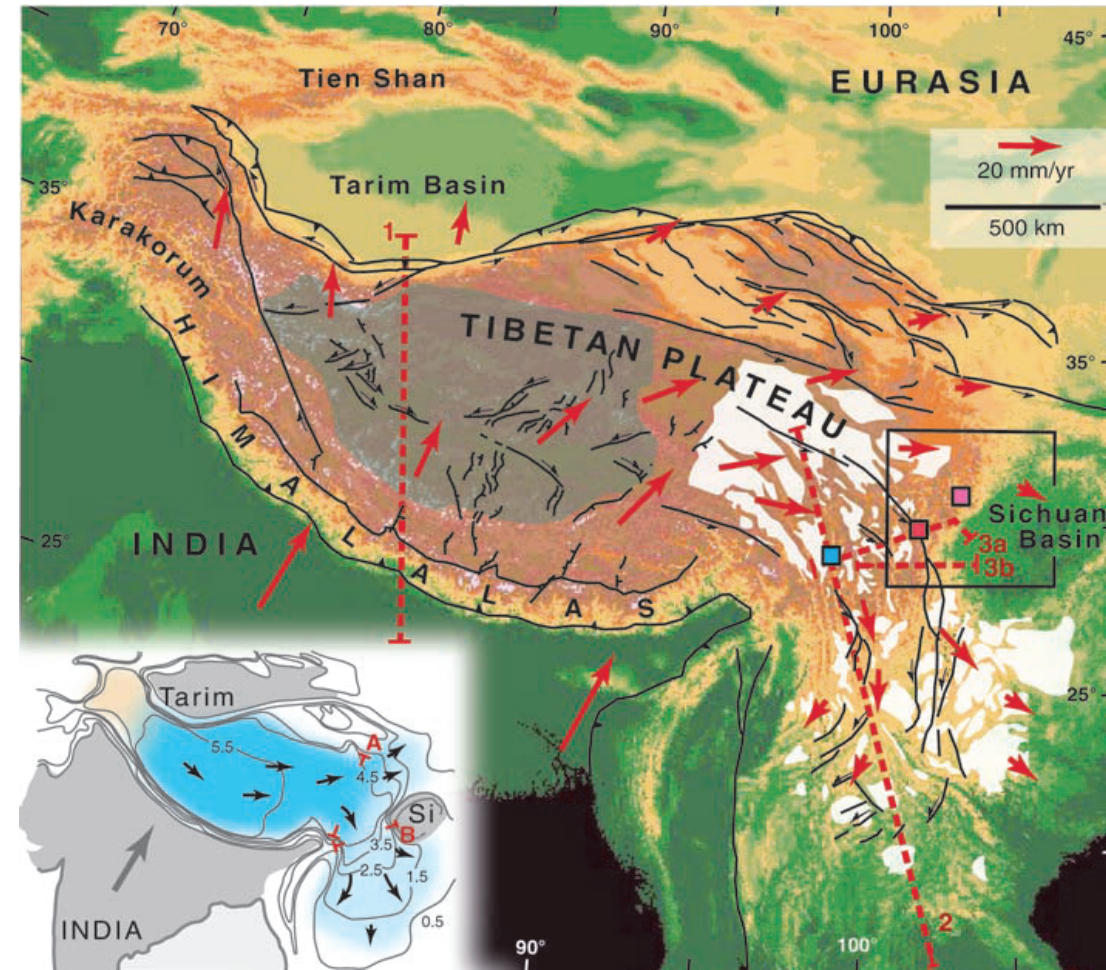 70°
80°
90°
100°
45°
Tien Shan
EURASIA
20 mm/yr
500 km
35°
Tarim Basin
Karakorum
1
TIBETAN PLATEAU
35°
HIMALAYAS
25°
INDIA
Sichuan
Basin
3a
3b
25°
Tarim
5.5
A
4.5
Si
B
3.5
2.5
1.5
0.5
INDIA
90°
100°
2